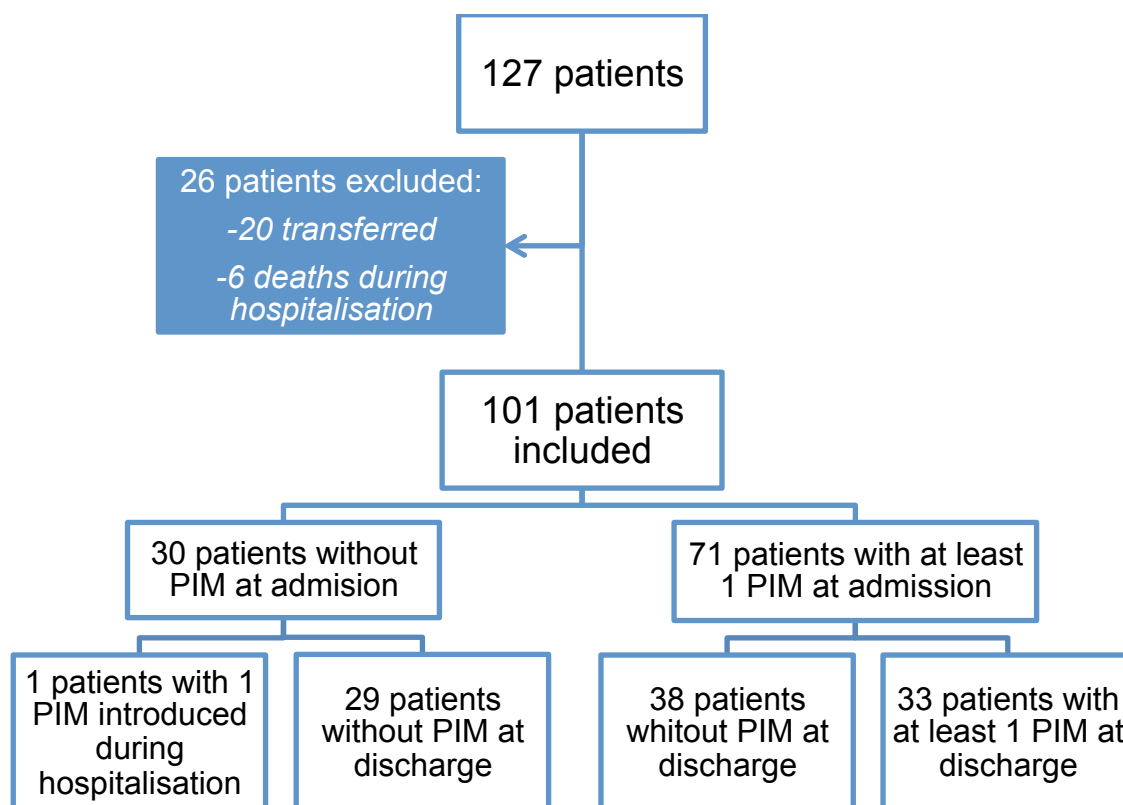 127 patients
26 patients excluded:
-20 transferred
-6 deaths during
hospitalisation
101 patients
included
30 patients without
PIM at admision
71 patients with at least
1 PIM at admission
1 patients with 1
PIM introduced
during
hospitalisation
29 patients
without PIM at
discharge
38 patients
whitout PIM at
discharge
33 patients with
at least 1 PIM at
discharge